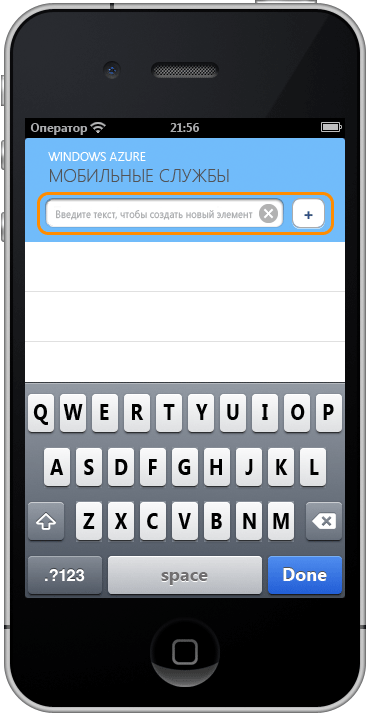 Оператор 21:56
WINDOWS AZURE
МОБИЛЬНЫЕ СЛУЖБЫ
Введите текст, чтобы создать новый элемент +
Q W E R T Y U I O P
A S D F G H J K L
Z X C V B N M
.?123 space Done